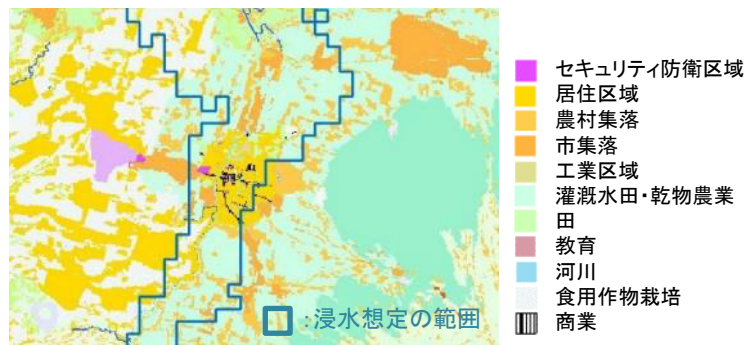 セキュリティ防衛区域
居住区域
農村集落
市集落
工業区域
灌漑水田・乾物農業
田
教育
河川
食用作物栽培
商業
:浸水想定の範囲